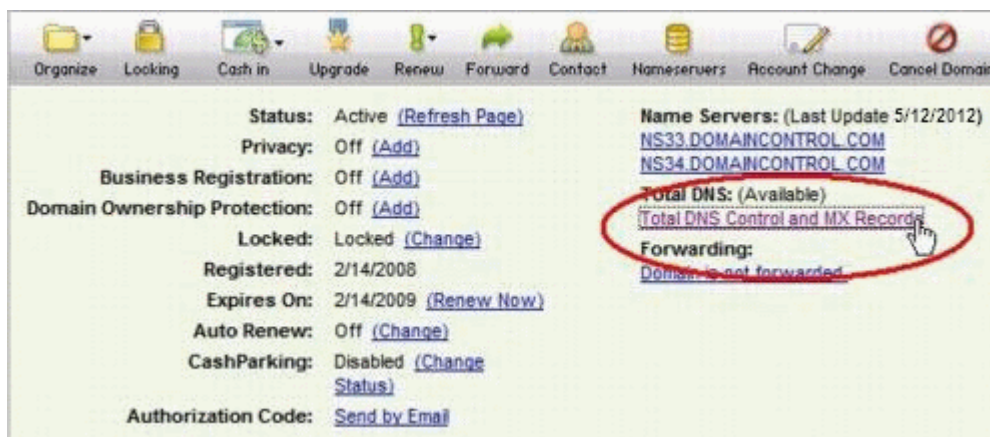 Organize Locking Cash in Upgrade Renew Forward Contact Nameservers Account Change Cancel Domain
Status: Active (Refresh Page)
Privacy: Off (Add)
Business Registration: Off (Add)
Domain Ownership Protection: Off (Add)
Locked: Locked (Change)
Registered: 2/14/2008
Expires On: 2/14/2009 (Renew Now)
Auto Renew: Off (Change)
CashParking: Disabled (Change
Status)
Authorization Code: Send by Email
Name Servers: (Last Update 5/12/2012)
NS33.DOMAINCONTROL.COM
NS34.DOMAINCONTROL.COM
Total DNS: (Available)
Total DNS Control and MX Records
Forwarding:
Domain is not forwarded.